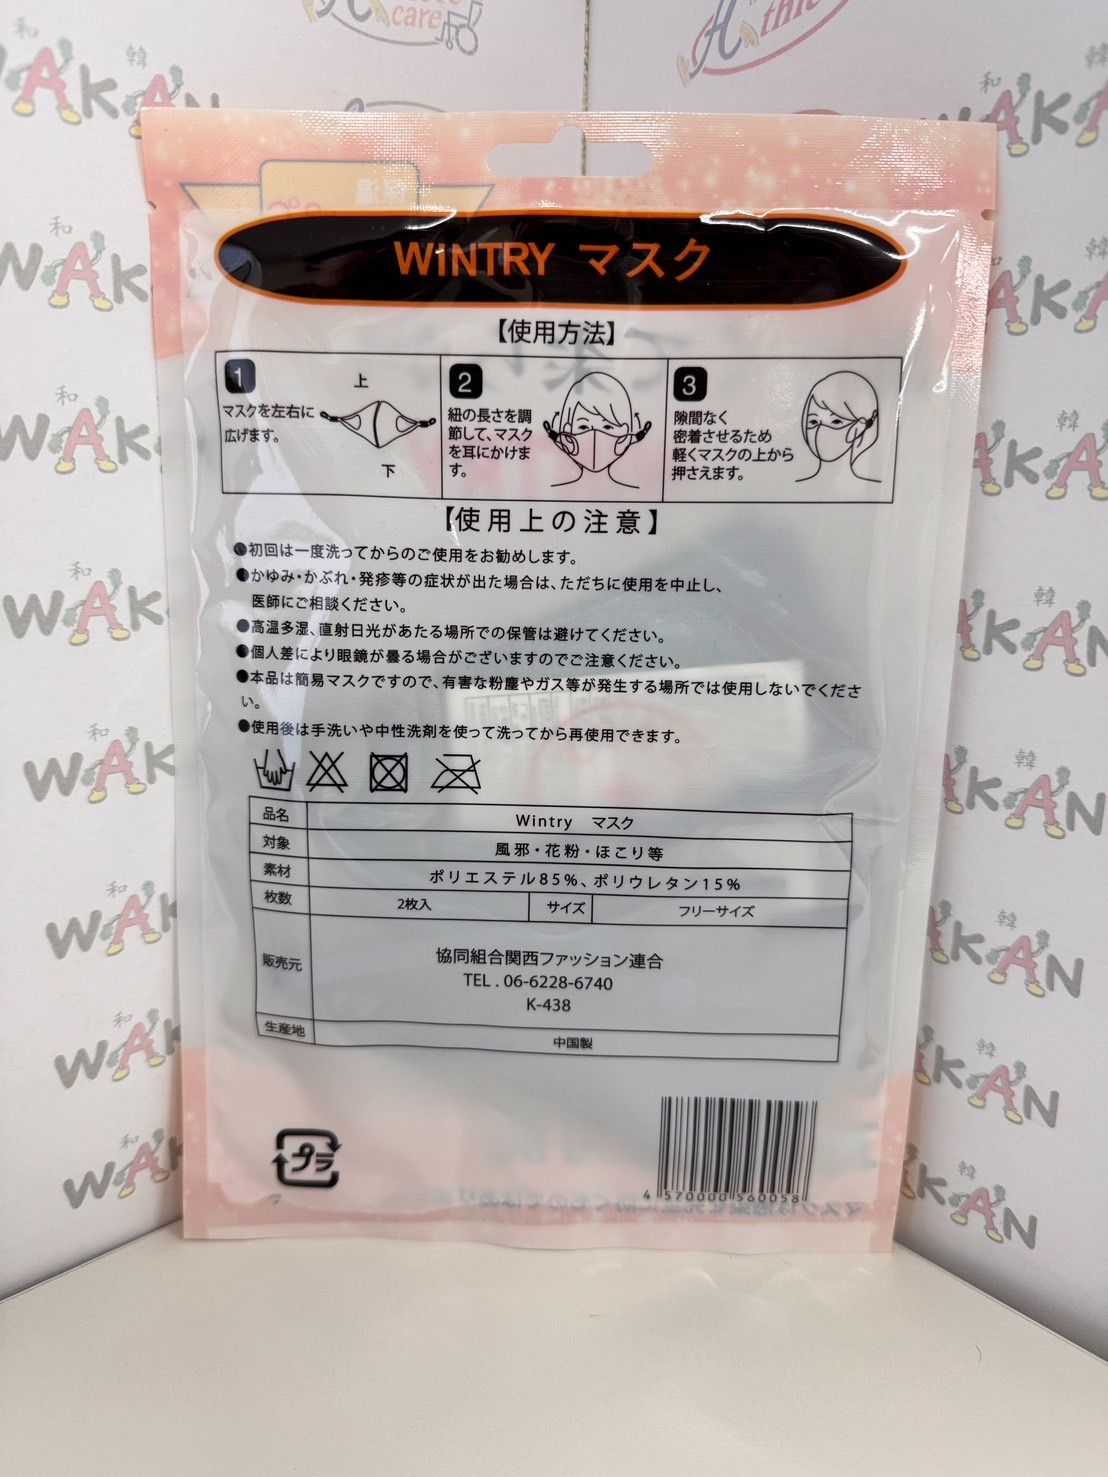 WiNTRY マスク
【使用方法】
1
上
マスクを左右に
広げます。
下
2
紐の長さを調
節して、マスク
を耳にかけま
す。
3
隙間なく
密着させるため
軽くマスクの上から
押さえます。
【使用上の注意】
●初回は一度洗ってからのご使用をお勧めします。
●かゆみ・かぶれ・発疹等の症状が出た場合は、ただちに使用を中止し、
医師にご相談ください。
●高温多湿、直射日光があたる場所での保管は避けてください。
●個人差により眼鏡が曇る場合がございますのでご注意ください。
●本品は簡易マスクですので、有害な粉塵やガス等が発生する場所では使用しないでくださ
い。
●使用後は手洗いや中性洗剤を使って洗ってから再使用できます。
品名 Wintry マスク
対象 風邪・花粉・ほこり等
素材 ポリエステル85%、ポリウレタン15%
枚数 2枚入 サイズ フリーサイズ
販売元 協同組合関西ファッション連合
TEL . 06-6228-6740
K-438
生産地 中国製
プラ
4 570000 560058
care
和 韓
WAKAN